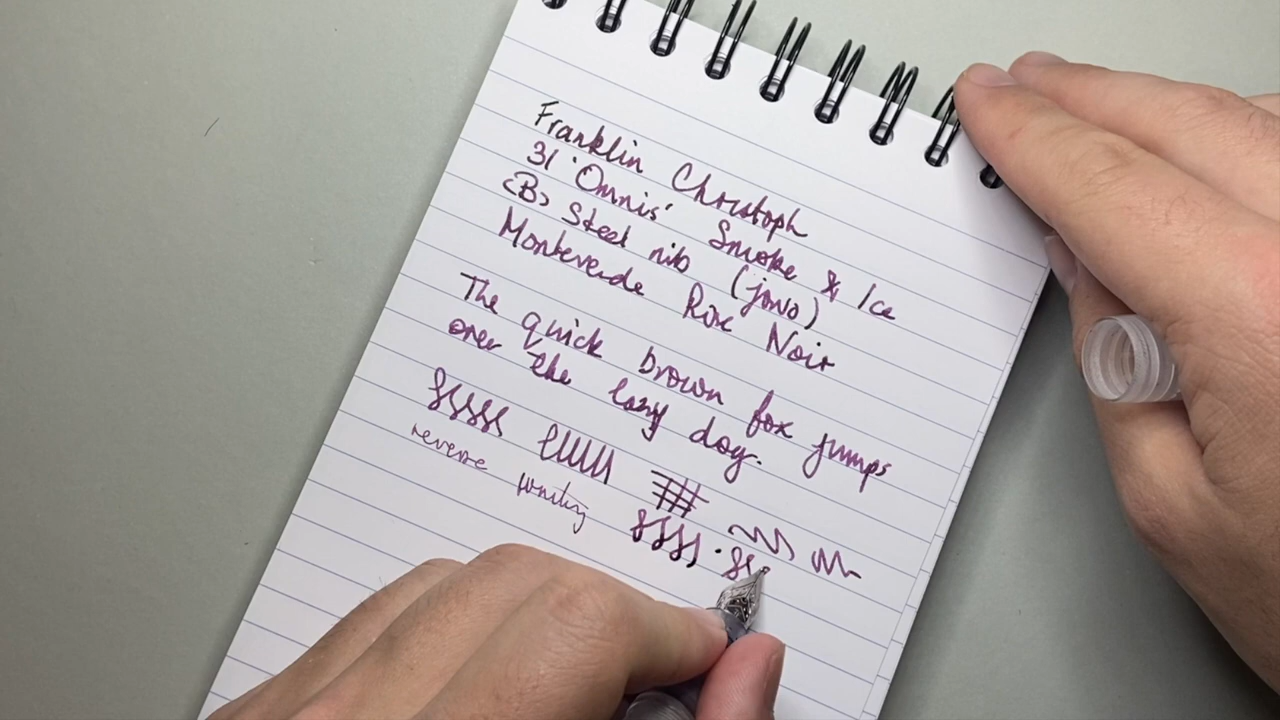 Franklin Christoph
31 'Omnis' Smoke & Ice
<B> Steel nib (jowo)
Monteverde Rose Noir
The quick brown fox jumps
over the lazy dog.
reverse writing